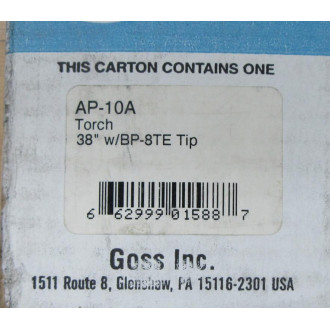 THIS CARTON CONTAINS ONE
AP-10A
Torch
38" w/BP-8TE Tip
6 62999 01588 7
Goss Inc.
1511 Route 8, Glenshaw, PA 15116-2301 USA